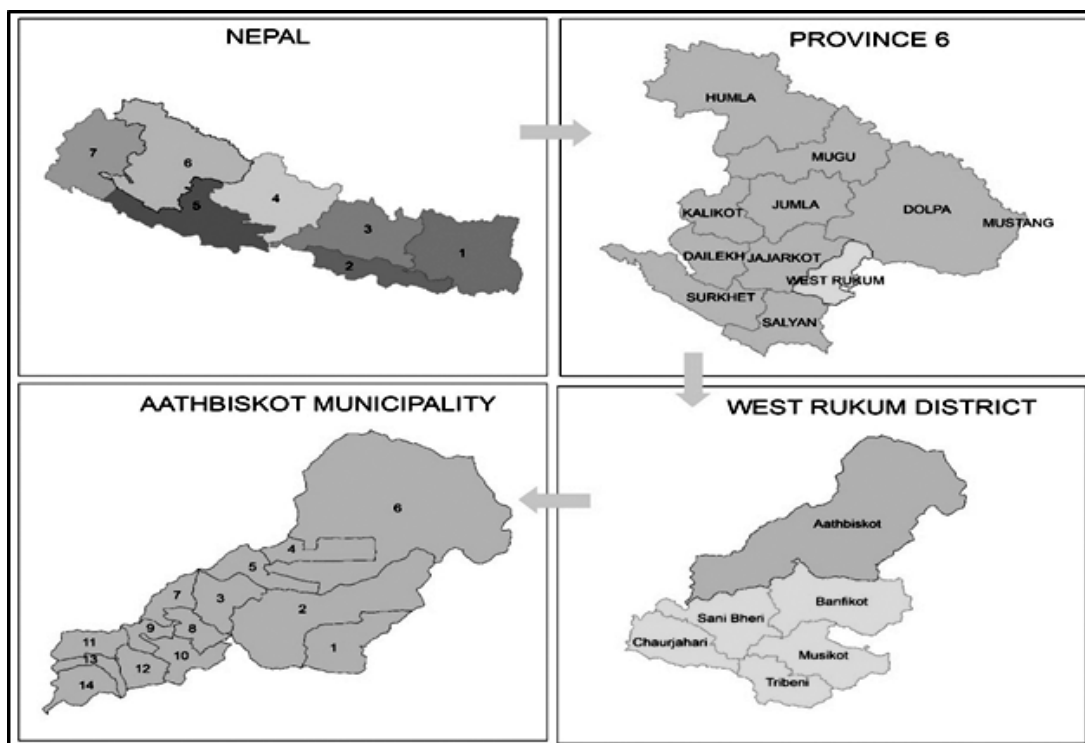 NEPAL
7
6
5
4
3
2
1
PROVINCE 6
HUMLA
MUGU
KALIKOT
JUMLA
DOLPA
MUSTANG
DAILEKH
JAJARKOT
WEST RUKUM
SURKHET
SALYAN
AATHBISKOT MUNICIPALITY
6
4
5
7
3
2
9
8
11
1
10
13
12
14
WEST RUKUM DISTRICT
Aathbiskot
Banfikot
Sani Bheri
Chaurjahari
Musikot
Tribeni